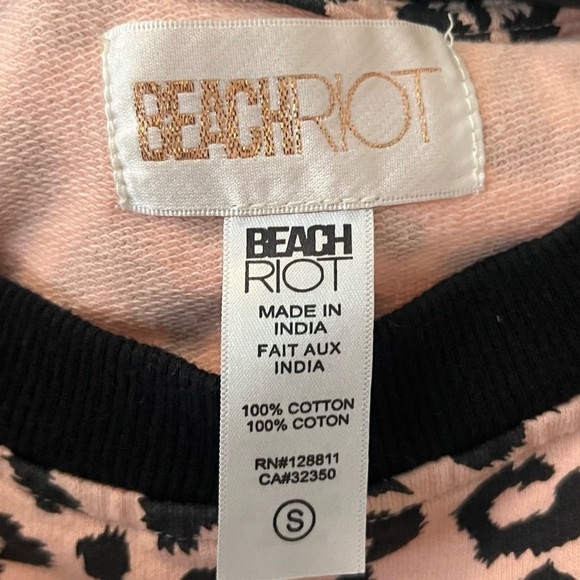 BEACHRIOT
BEACH
RIOT
MADE IN
INDIA
FAIT AUX
INDIA
100% COTTON
100% COTON
RN#128811
CA#32350
S